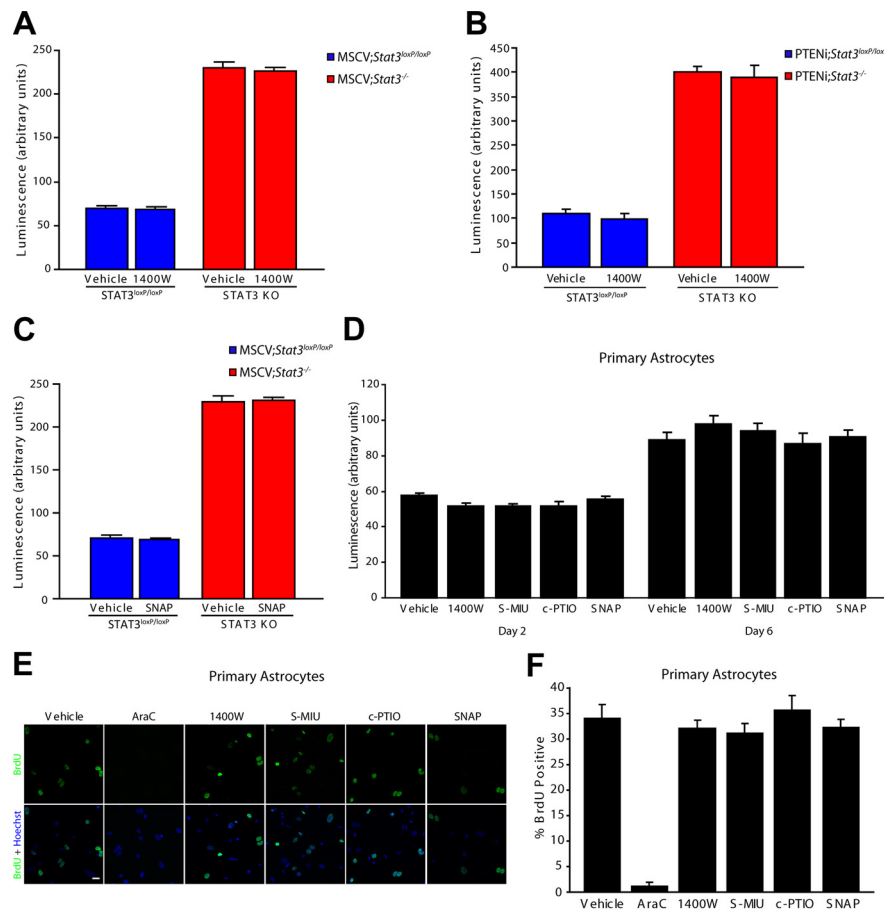 A
MSCV;Stat3loxP/loxP
MSCV;Stat3-/-
Luminescence (arbitrary units)
250
200
150
100
50
0
Vehicle 1400W Vehicle 1400W
STAT3loxP/loxP STAT3 KO
B
PTENi;Stat3loxP/lox
PTENi;Stat3-/-
Luminescence (arbitrary units)
450
400
350
300
250
200
150
100
50
0
Vehicle 1400W Vehicle 1400W
STAT3loxP/loxP STAT3 KO
C
MSCV;Stat3loxP/loxP
MSCV;Stat3-/-
Luminescence (arbitrary units)
250
200
150
100
50
0
Vehicle SNAP Vehicle SNAP
STAT3loxP/loxP STAT3 KO
D
Primary Astrocytes
Luminescence (arbitrary units)
120
100
80
60
40
20
0
Vehicle 1400W S-MIU c-PTIO SNAP Vehicle 1400W S-MIU c-PTIO SNAP
Day 2 Day 6
E
Primary Astrocytes
Vehicle AraC 1400W S-MIU c-PTIO SNAP
BrdU
BrdU + Hoechst
F
Primary Astrocytes
% BrdU Positive
40
35
30
25
20
15
10
5
0
Vehicle AraC 1400W S-MIU c-PTIO SNAP